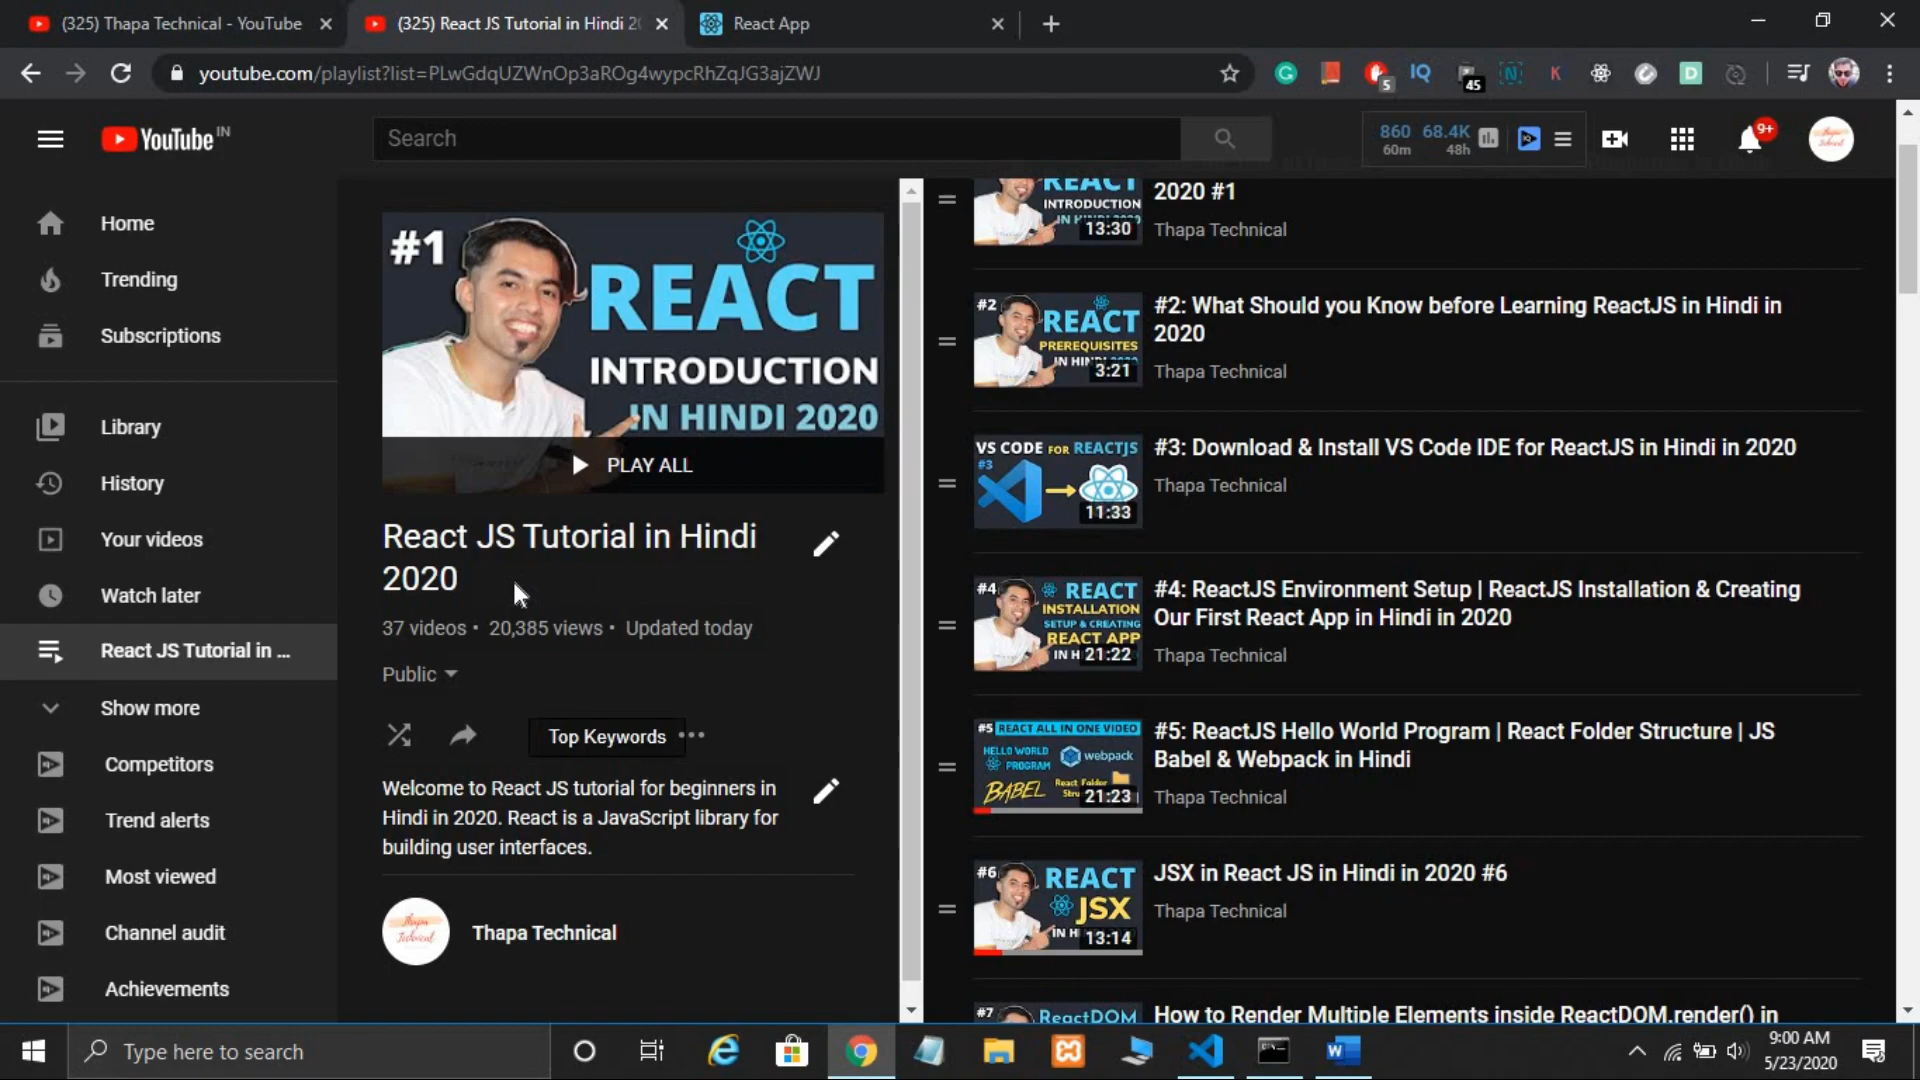 (325) Thapa Technical - YouTube
(325) React JS Tutorial in Hindi 20
React App
youtube.com/playlist?list=PLwGdqUZWnOp3aROg4wypcRhZqJG3ajZWJ
5
IQ
45
N
K
D
YouTube IN
Search
860 68.4K
60m 48h
9+
Home
Trending
Subscriptions
Library
History
Your videos
Watch later
React JS Tutorial in ...
Show more
Competitors
Trend alerts
Most viewed
Channel audit
Achievements
#1
REACT
INTRODUCTION
IN HINDI 2020
PLAY ALL
React JS Tutorial in Hindi
2020
37 videos • 20,385 views • Updated today
Public
Top Keywords
Welcome to React JS tutorial for beginners in
Hindi in 2020. React is a JavaScript library for
building user interfaces.
Thapa Technical
Thapa Technical
REACT
INTRODUCTION
13:30
2020 #1
Thapa Technical
#2
REACT
PREREQUISITES
3:21
#2: What Should you Know before Learning ReactJS in Hindi in
2020
Thapa Technical
VS CODE FOR REACTJS
#3
11:33
#3: Download & Install VS Code IDE for ReactJS in Hindi in 2020
Thapa Technical
#4
REACT
INSTALLATION
SETUP & CREATING
REACT APP
IN H
21:22
#4: ReactJS Environment Setup | ReactJS Installation & Creating
Our First React App in Hindi in 2020
Thapa Technical
#5 REACT ALL IN ONE VIDEO
HELLO WORLD
PROGRAM
webpack
BABEL
React Folder
Stru
21:23
#5: ReactJS Hello World Program | React Folder Structure | JS
Babel & Webpack in Hindi
Thapa Technical
#6
REACT
JSX
IN H
13:14
JSX in React JS in Hindi in 2020 #6
Thapa Technical
#7
ReactDOM
How to Render Multiple Elements inside ReactDOM.render() in
Type here to search
9:00 AM
5/23/2020